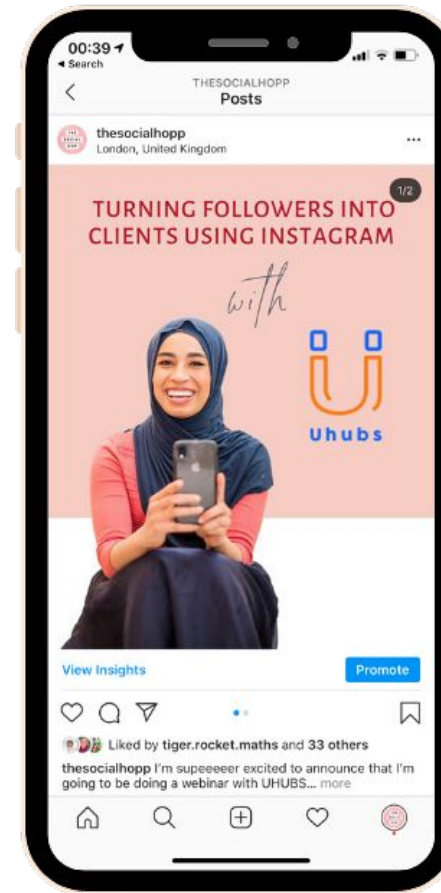 00:39
Search
THESOCIALHOPP
Posts
thesocialhopp
London, United Kingdom
1/2
TURNING FOLLOWERS INTO
CLIENTS USING INSTAGRAM
with
Uhubs
View Insights
Promote
Liked by tiger.rocket.maths and 33 others
thesocialhopp I'm supeeeeer excited to announce that I'm
going to be doing a webinar with UHUBS... more